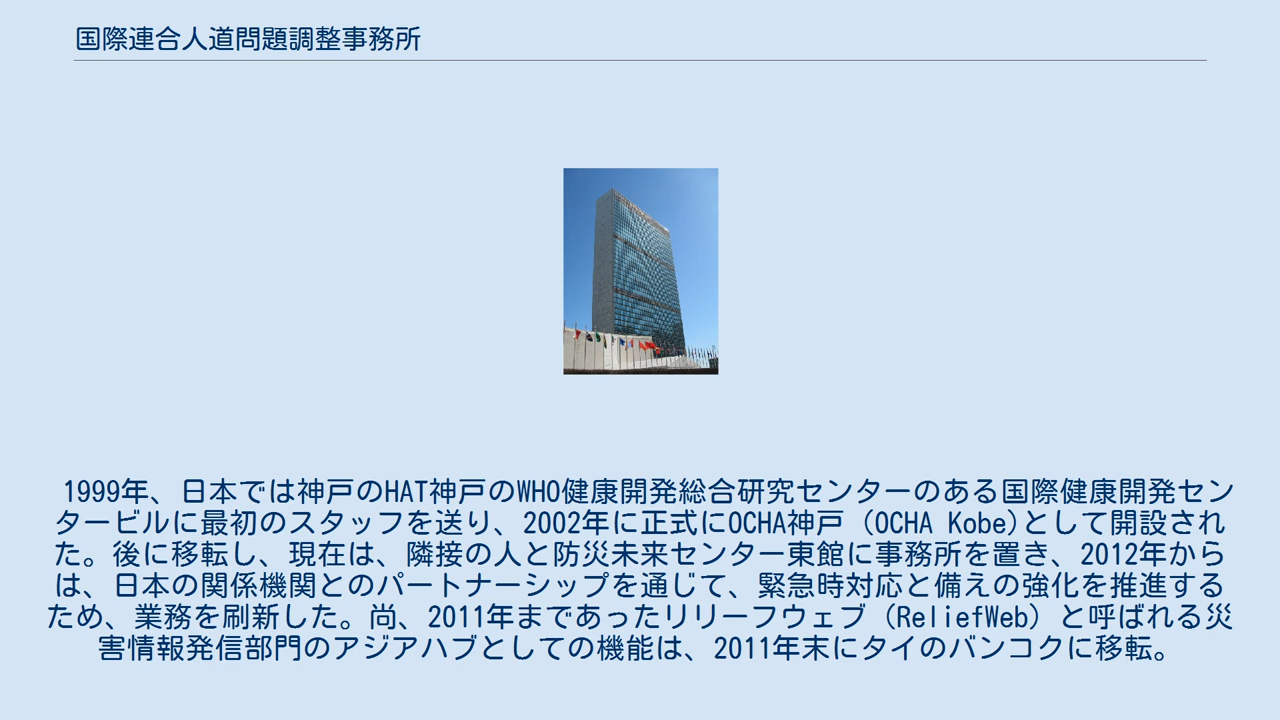 国際連合人道問題調整事務所
1999年、日本では神戸のHAT神戸のWHO健康開発総合研究センターのある国際健康開発セン
タービルに最初のスタッフを送り、2002年に正式にOCHA神戸（OCHA Kobe)として開設され
た。後に移転し、現在は、隣接の人と防災未来センター東館に事務所を置き、2012年から
は、日本の関係機関とのパートナーシップを通じて、緊急時対応と備えの強化を推進する
ため、業務を刷新した。尚、2011年まであったリリーフウェブ（ReliefWeb）と呼ばれる災
害情報発信部門のアジアハブとしての機能は、2011年末にタイのバンコクに移転。